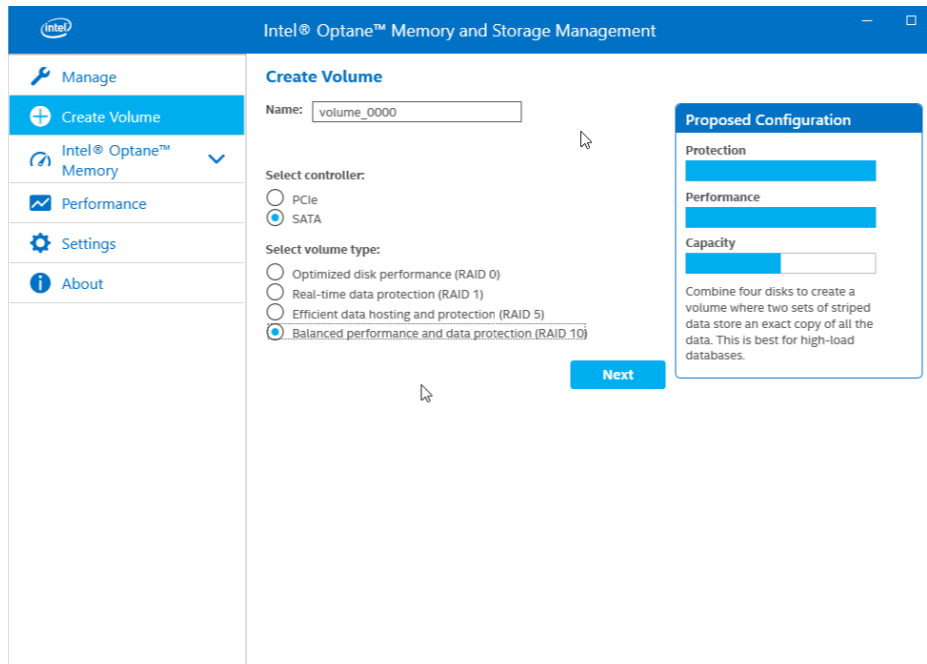 intel
Intel® Optane™ Memory and Storage Management
Manage
Create Volume
Intel® Optane™
Memory
Performance
Settings
About
Create Volume
Name: volume_0000
Select controller:
PCIe
SATA
Select volume type:
Optimized disk performance (RAID 0)
Real-time data protection (RAID 1)
Efficient data hosting and protection (RAID 5)
Balanced performance and data protection (RAID 10)
Next
Proposed Configuration
Protection
Performance
Capacity
Combine four disks to create a
volume where two sets of striped
data store an exact copy of all the
data. This is best for high-load
databases.